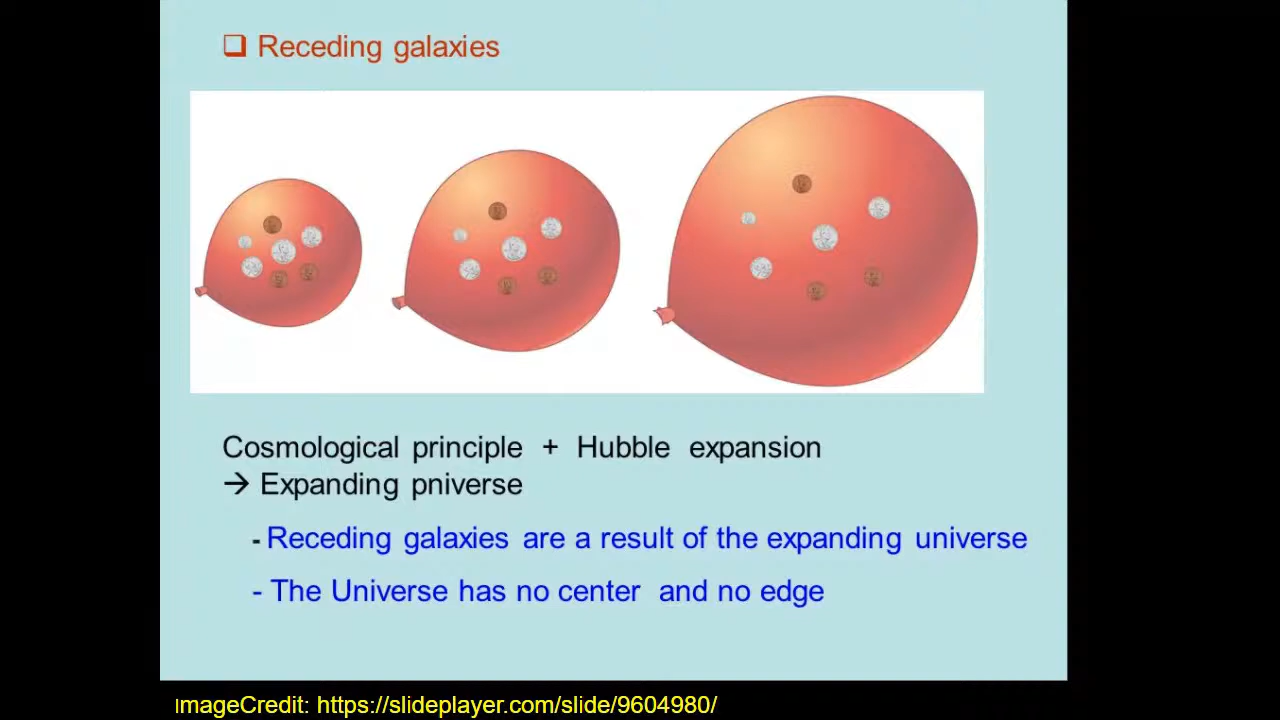 ❑ Receding galaxies
Cosmological principle + Hubble expansion
→ Expanding pniverse
- Receding galaxies are a result of the expanding universe
- The Universe has no center and no edge
ImageCredit: https://slideplayer.com/slide/9604980/